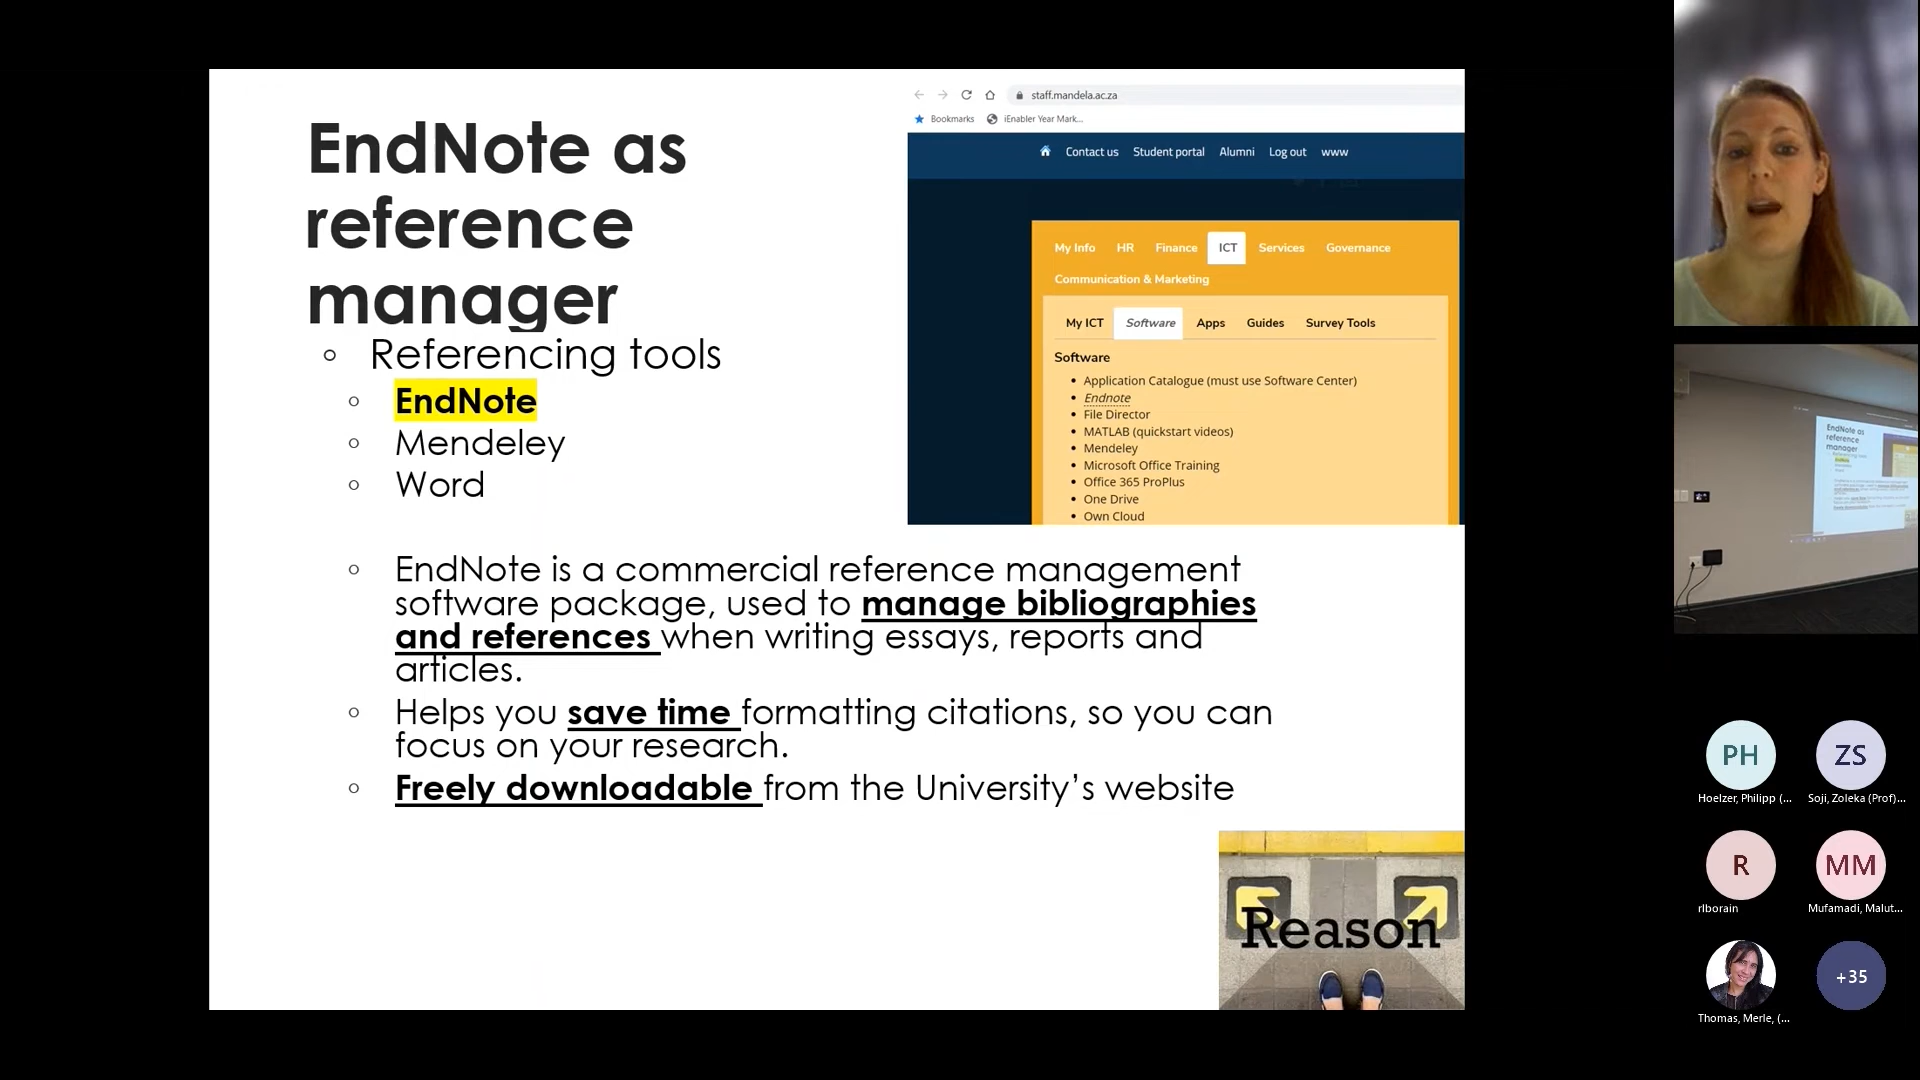 EndNote as
reference
manager
Referencing tools
EndNote
Mendeley
Word
EndNote is a commercial reference management
software package, used to manage bibliographies
and references when writing essays, reports and
articles.
Helps you save time formatting citations, so you can
focus on your research.
Freely downloadable from the University’s website
staff.mandela.ac.za
Bookmarks iEnabler Year Mark...
Contact us Student portal Alumni Log out www
My Info HR Finance ICT Services Governance
Communication & Marketing
My ICT Software Apps Guides Survey Tools
Software
Application Catalogue (must use Software Center)
Endnote
File Director
MATLAB (quickstart videos)
Mendeley
Microsoft Office Training
Office 365 ProPlus
One Drive
Own Cloud
Reason
EndNote as
reference
manager
PH ZS
Hoelzer, Philipp (... Soji, Zoleka (Prof)...
R MM
rlborain Mufamadi, Malut...
+35
Thomas, Merle, (...